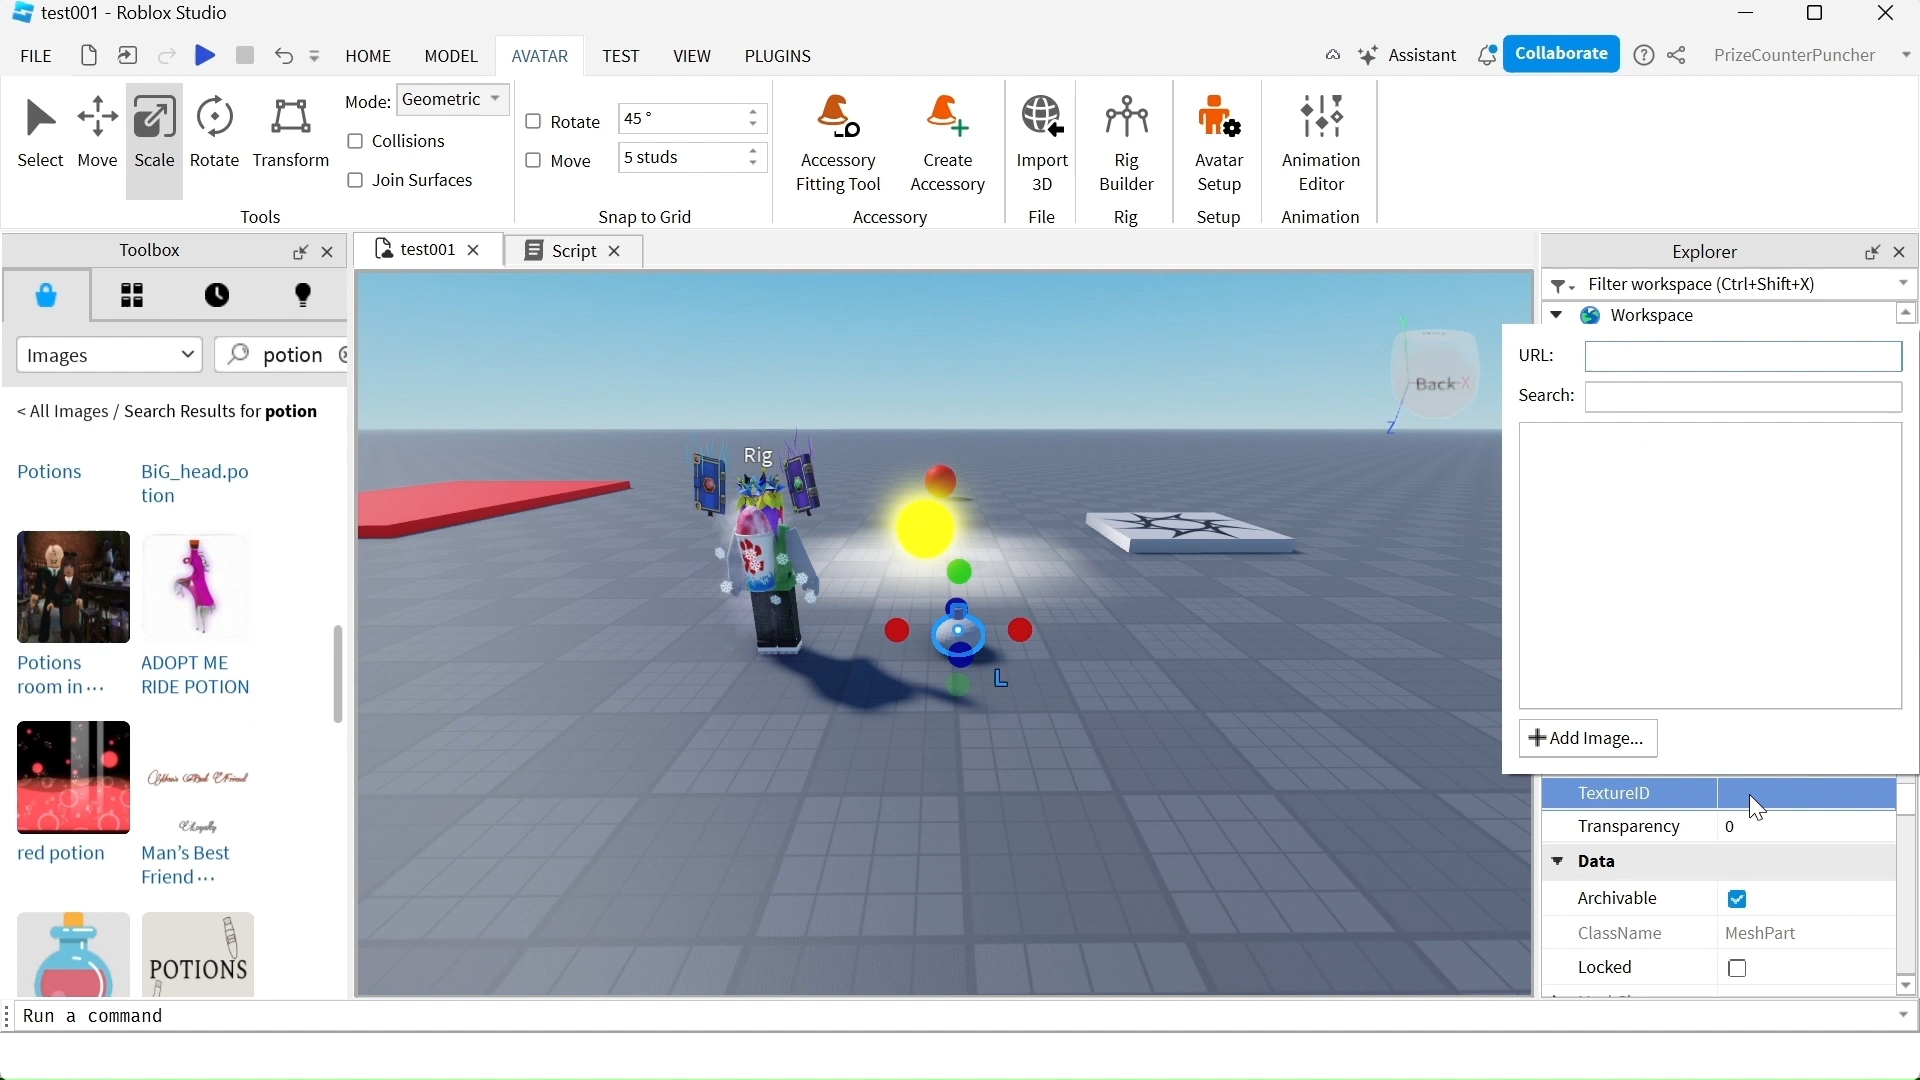 test001 - Roblox Studio
FILE
HOME
MODEL
AVATAR
TEST
VIEW
PLUGINS
Assistant
Collaborate
PrizeCounterPuncher
Select
Move
Scale
Rotate
Transform
Mode:
Geometric
Collisions
Join Surfaces
Tools
Rotate
45 °
Move
5 studs
Snap to Grid
Accessory
Fitting Tool
Create
Accessory
Accessory
Import
3D
File
Rig
Builder
Rig
Avatar
Setup
Setup
Animation
Editor
Animation
Toolbox
test001
Script
Explorer
Filter workspace (Ctrl+Shift+X)
Workspace
Images
potion
< All Images / Search Results for potion
Potions
BiG_head.po
tion
Potions
room in ···
ADOPT ME
RIDE POTION
red potion
Man's Best
Friend ···
POTIONS
Rig
Back
X
Z
L
URL:
Search:
Add Image...
TextureID
Transparency
0
Data
Archivable
ClassName
MeshPart
Locked
Run a command